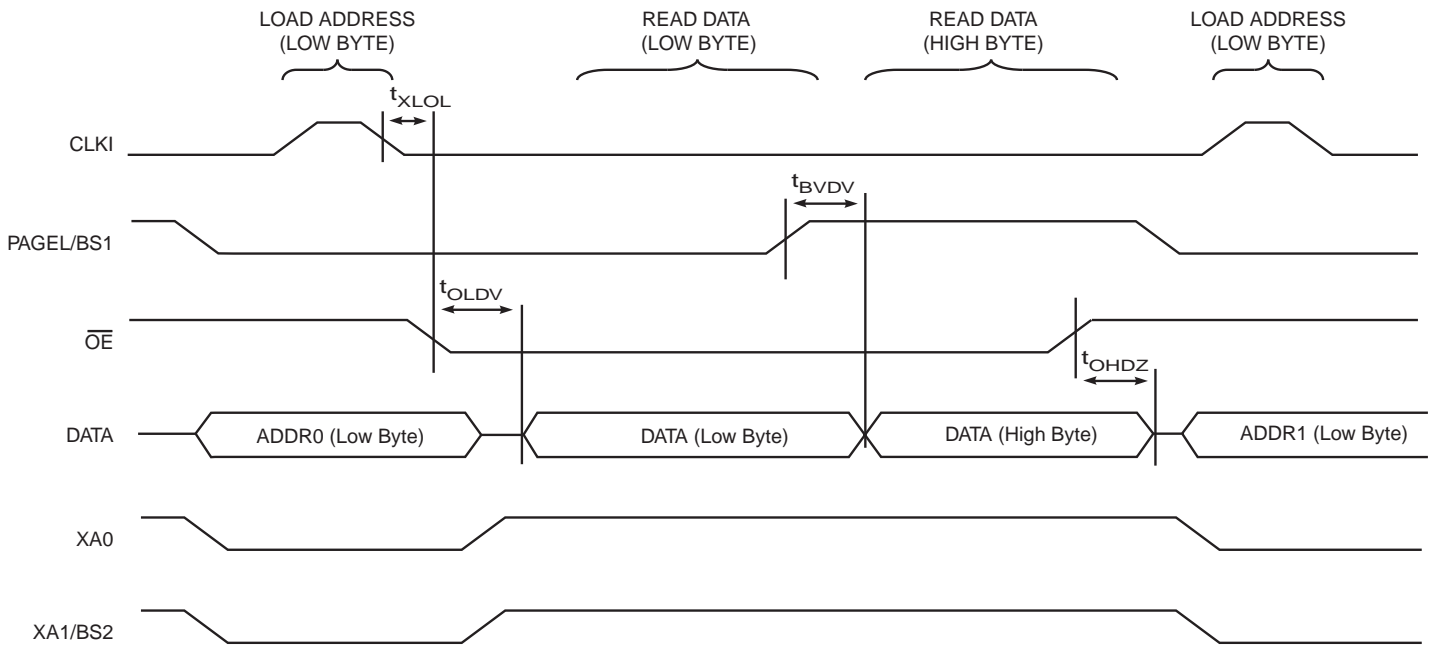 LOAD ADDRESS
(LOW BYTE)
READ DATA
(LOW BYTE)
READ DATA
(HIGH BYTE)
LOAD ADDRESS
(LOW BYTE)
tXLOL
CLKI
tBVDV
PAGEL/BS1
tOLDV
OE
tOHDZ
DATA
ADDR0 (Low Byte)
DATA (Low Byte)
DATA (High Byte)
ADDR1 (Low Byte)
XA0
XA1/BS2